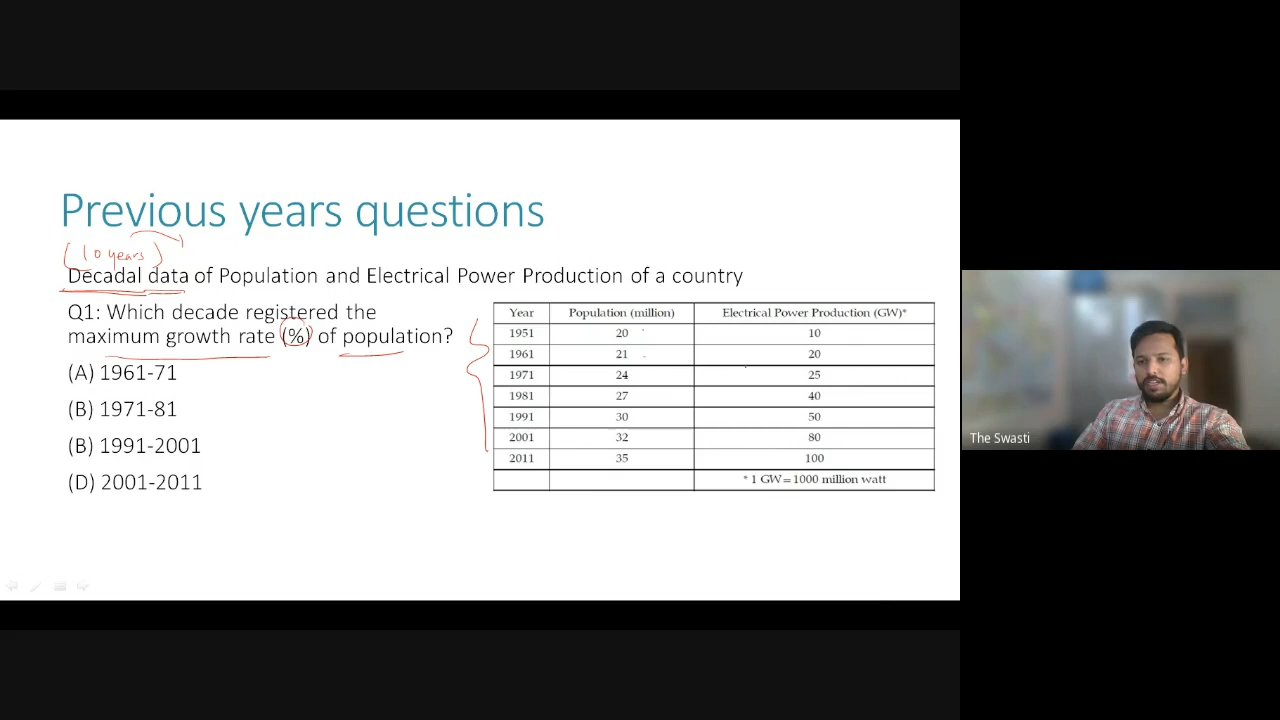 Previous years questions
(10 years)
Decadal data of Population and Electrical Power Production of a country
Q1: Which decade registered the
maximum growth rate (%) of population?
(A) 1961-71
(B) 1971-81
(B) 1991-2001
(D) 2001-2011
Year Population (million) Electrical Power Production (GW)*
1951 20 10
1961 21 20
1971 24 25
1981 27 40
1991 30 50
2001 32 80
2011 35 100
* 1 GW = 1000 million watt
The Swasti